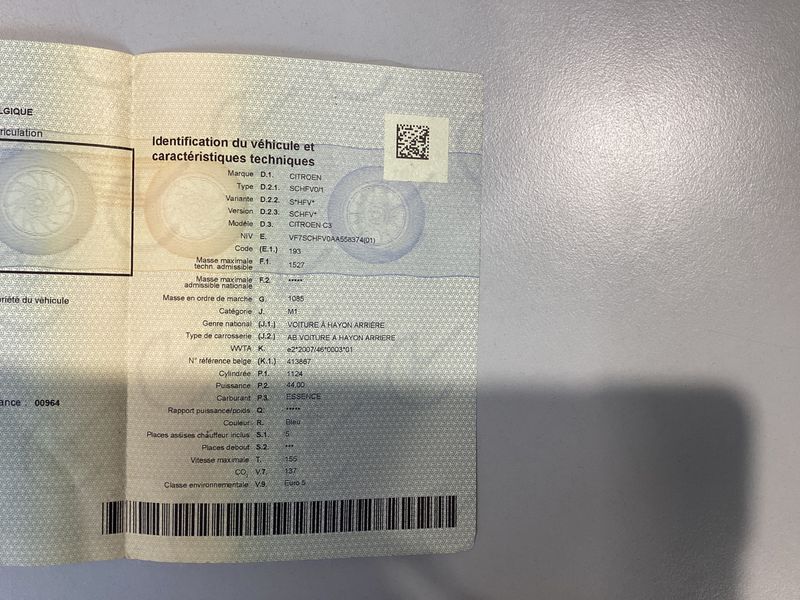 LGIQUE
riculation
riété du véhicule
ance : 00964
Identification du véhicule et
caractéristiques techniques
Marque D.1. CITROEN
Type D.2.1. SCHFV0/1
Variante D.2.2. S*HFV*
Version D.2.3. SCHFV*
Modèle D.3. CITROEN C3
NIV E. VF7SCHFV0AA558374(01)
Code (E.1.) 193
Masse maximale
techn. admissible F.1. 1527
Masse maximale
admissible nationale F.2. *****
Masse en ordre de marche G. 1085
Catégorie J. M1
Genre national (J.1.) VOITURE À HAYON ARRIÈRE
Type de carrosserie (J.2.) AB VOITURE A HAYON ARRIERE
WVTA K. e2*2007/46*0003*01
N° référence belge (K.1.) 413867
Cylindrée P.1. 1124
Puissance P.2. 44.00
Carburant P.3. ESSENCE
Rapport puissance/poids Q. *****
Couleur R. Bleu
Places assises chauffeur inclus S.1. 5
Places debout S.2. ***
Vitesse maximale T. 155
CO₂ V.7. 137
Classe environnementale V.9. Euro 5